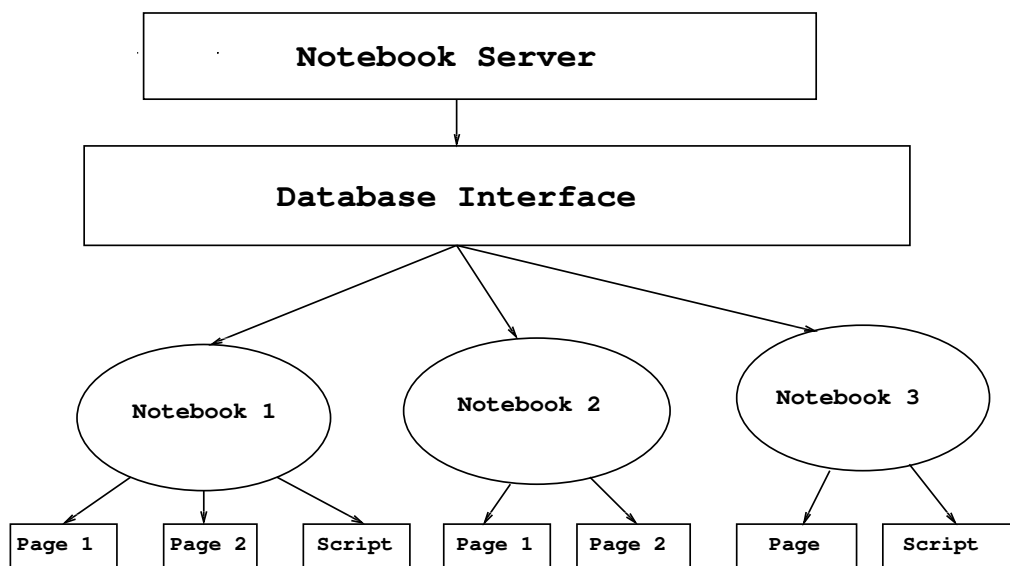 Notebook Server
Database Interface
Notebook 1
Notebook 2
Notebook 3
Page 1
Page 2
Script
Page 1
Page 2
Page
Script